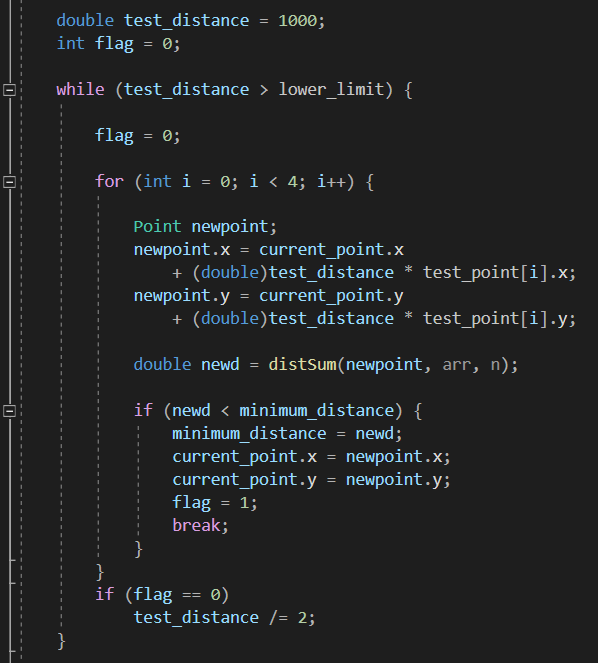 double test_distance = 1000;
int flag = 0;
while (test_distance > lower_limit) {
flag = 0;
for (int i = 0; i < 4; i++) {
Point newpoint;
newpoint.x = current_point.x
+ (double)test_distance * test_point[i].x;
newpoint.y = current_point.y
+ (double)test_distance * test_point[i].y;
double newd = distSum(newpoint, arr, n);
if (newd < minimum_distance) {
minimum_distance = newd;
current_point.x = newpoint.x;
current_point.y = newpoint.y;
flag = 1;
break;
}
}
if (flag == 0)
test_distance /= 2;
}